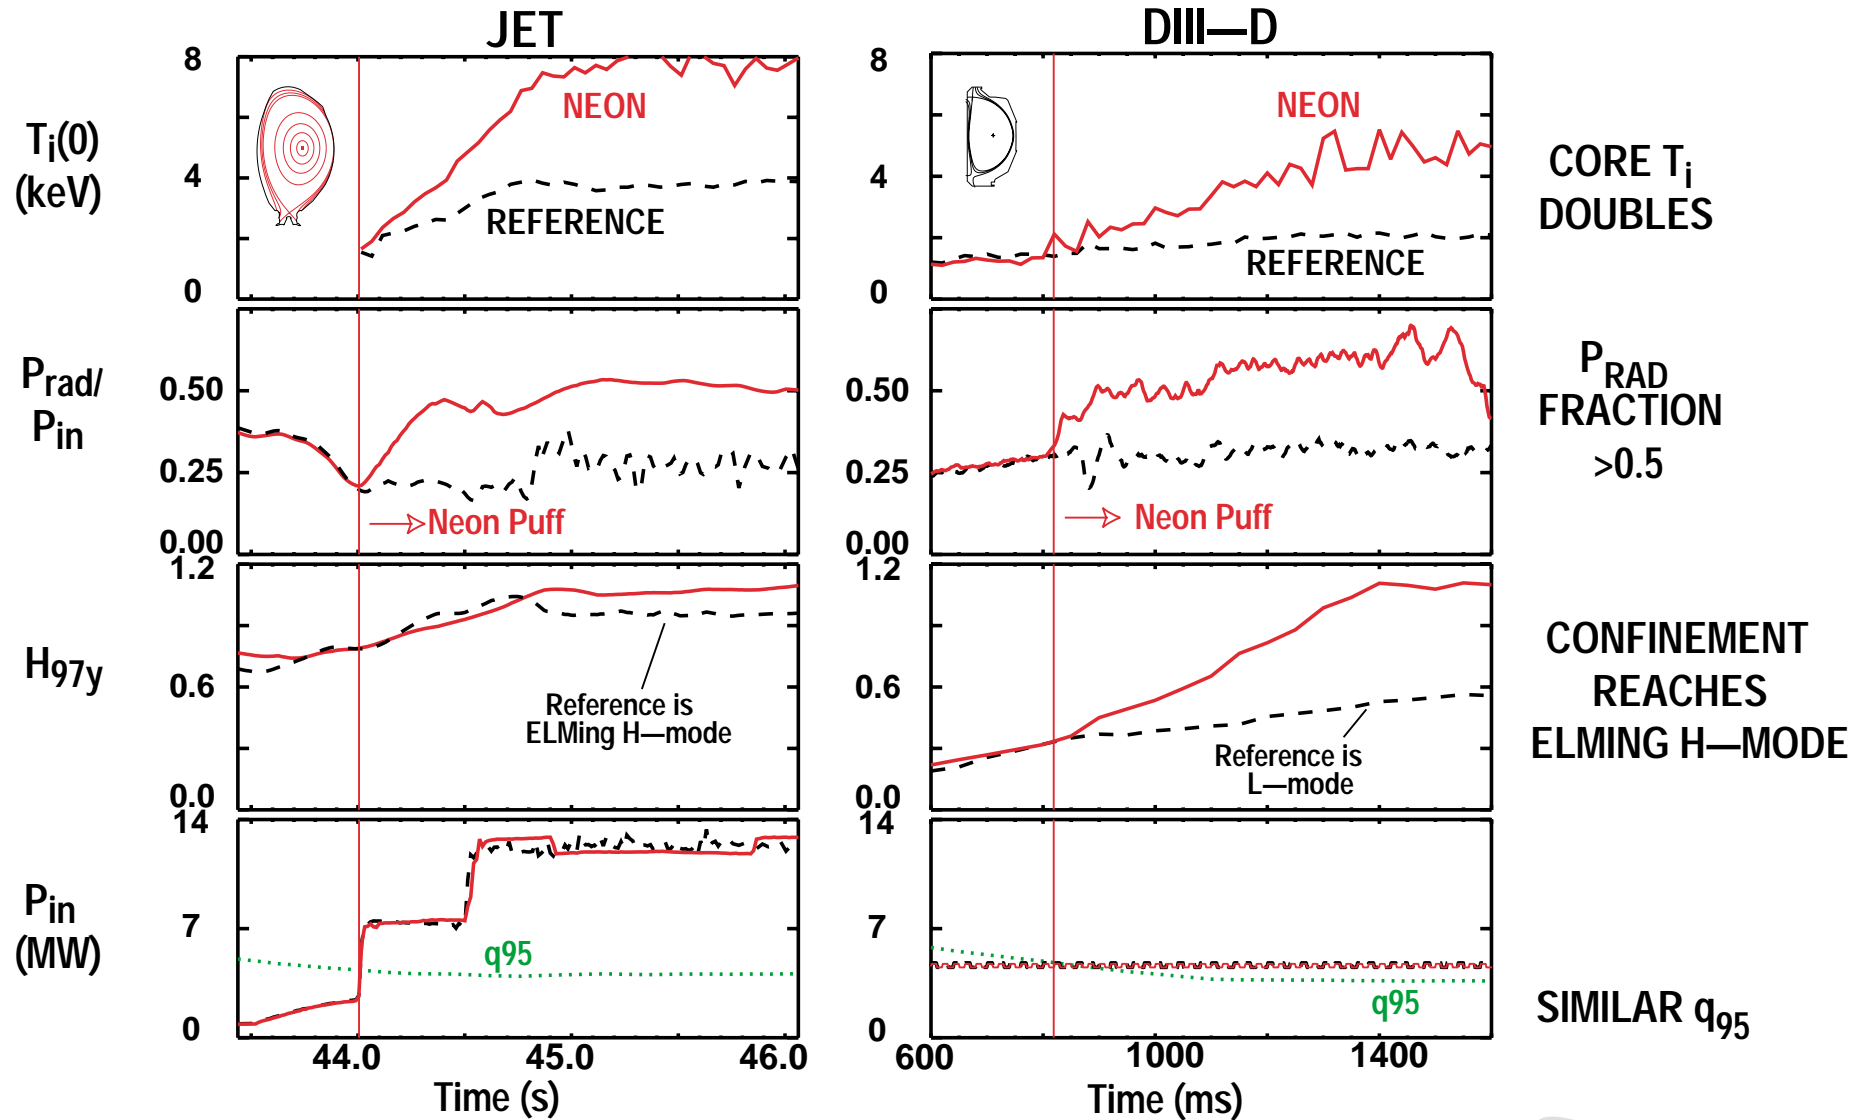 JET
DIII—D
8
4
0
Ti(0)
(keV)
NEON
REFERENCE
8
4
0
NEON
REFERENCE
CORE Ti
DOUBLES
Prad/
Pin
0.50
0.25
0.00
Neon Puff
0.50
0.25
0.00
Neon Puff
PRAD
FRACTION
>0.5
H97y
1.2
0.6
0.0
Reference is
ELMing H—mode
1.2
0.6
0.0
Reference is
L—mode
CONFINEMENT
REACHES
ELMING H—MODE
Pin
(MW)
14
7
0
q95
14
7
0
q95
SIMILAR q95
44.0 45.0 46.0
Time (s)
600 1000 1400
Time (ms)